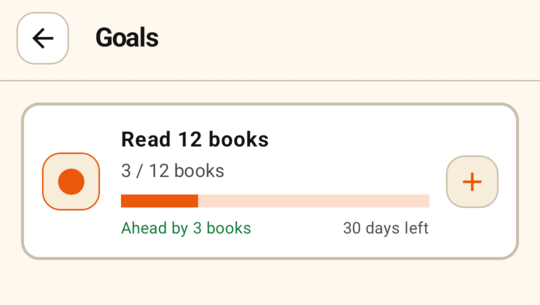 Goals
Read 12 books
3 / 12 books
Ahead by 3 books
30 days left